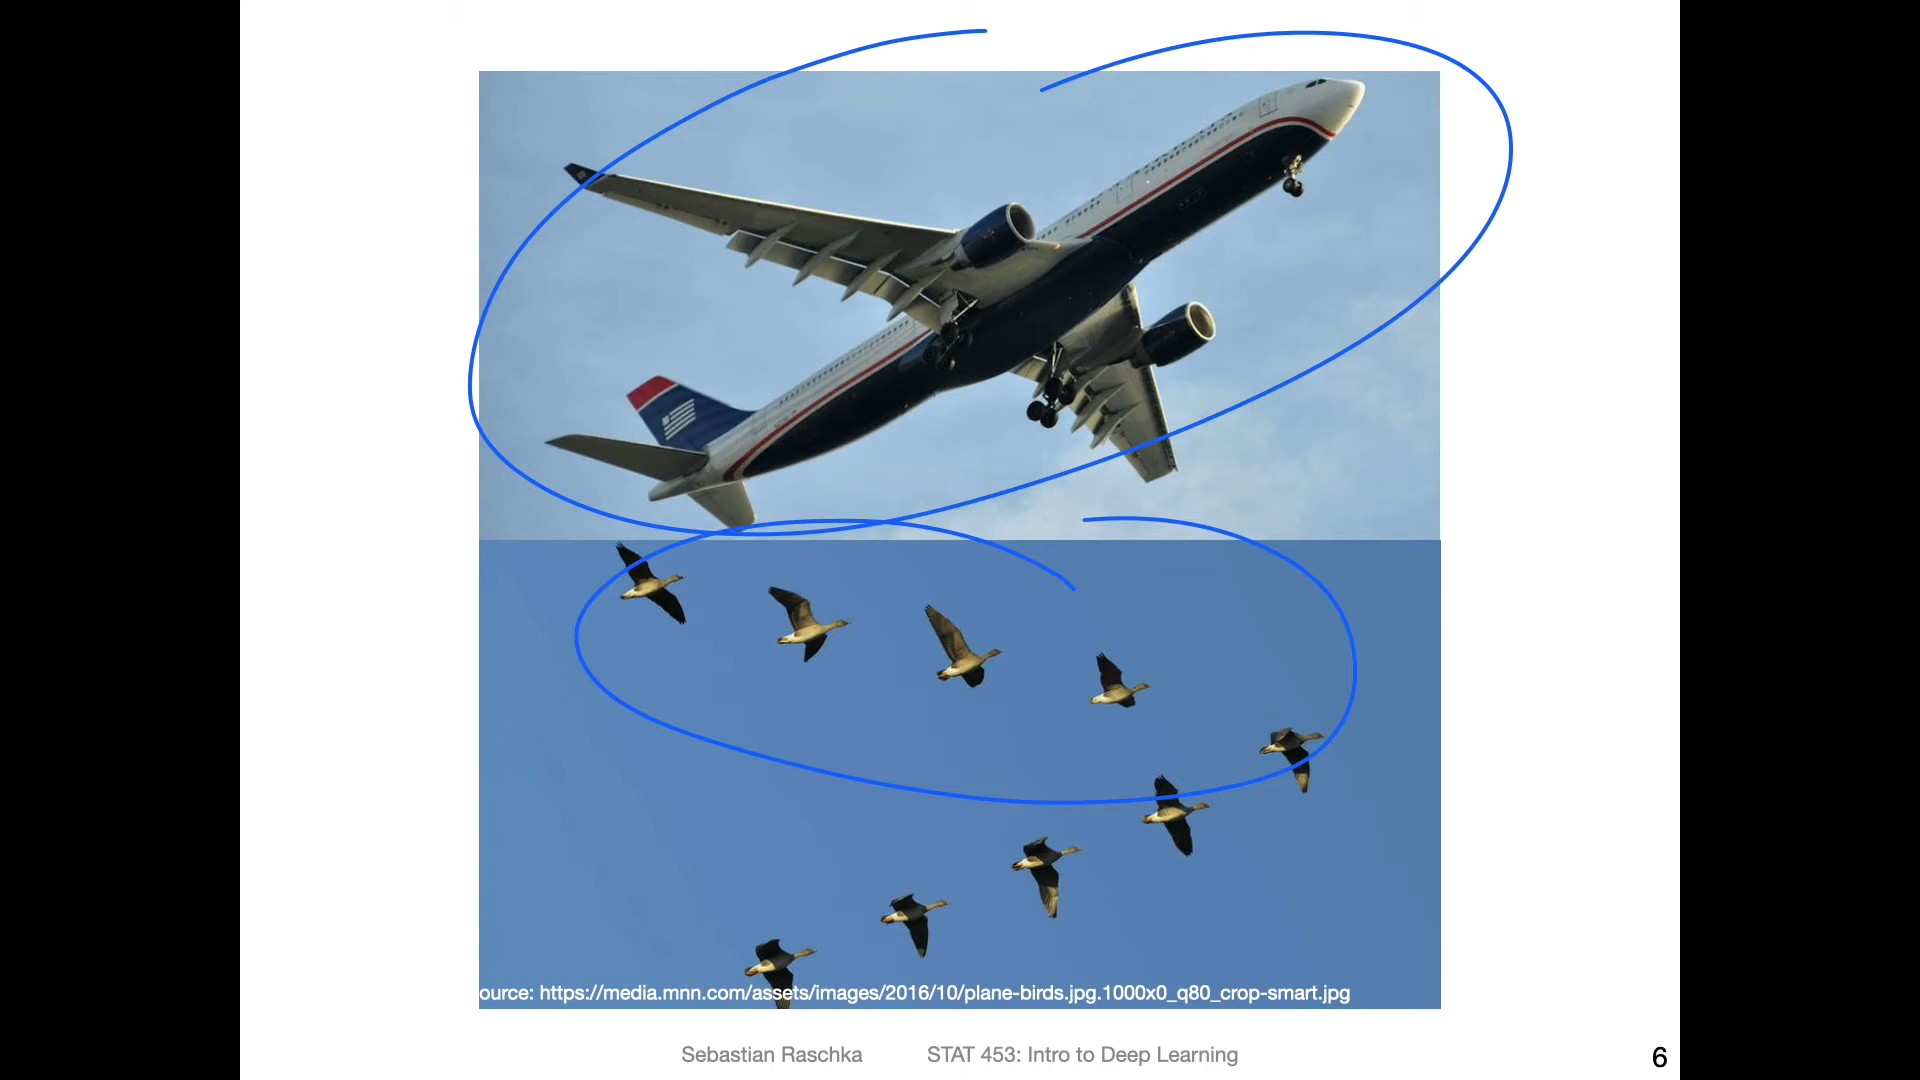 ource: https://media.mnn.com/assets/images/2016/10/plane-birds.jpg.1000x0_q80_crop-smart.jpg
Sebastian Raschka STAT 453: Intro to Deep Learning 6